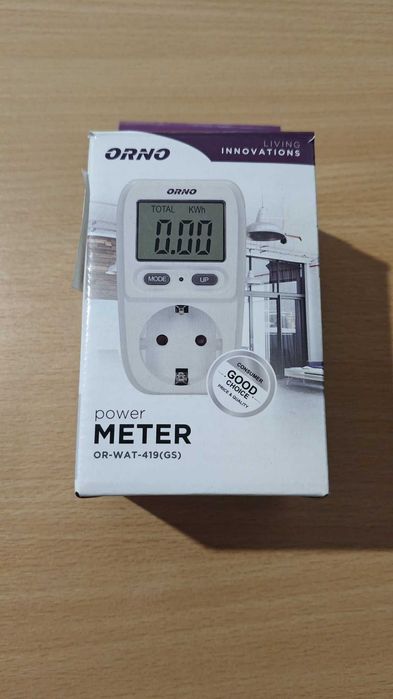 ORNO
LIVING
INNOVATIONS
ORNO
TOTAL KWh
0.00
MODE UP
CONSUMER
GOOD
CHOICE
PRICE & QUALITY
power
METER
OR-WAT-419(GS)